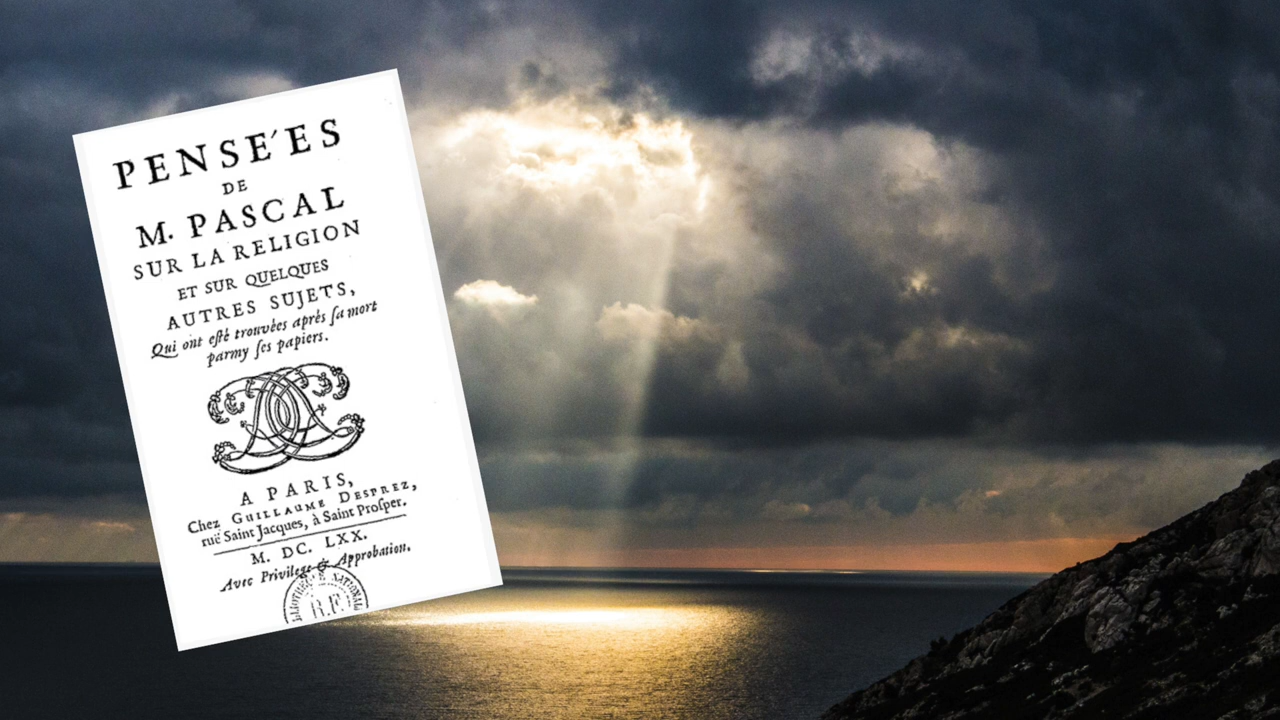 PENSE'ES
DE
M. PASCAL
SUR LA RELIGION
ET SUR QUELQUES
AUTRES SUJETS,
Qui ont eſté trouvées aprés ſa mort
parmy ſes papiers.
A PARIS,
Chez GUILLAUME DESPREZ,
ruë Saint Jacques, à Saint Proſper.
M. DC. LXX.
Avec Privilege & Approbation.
R.F.